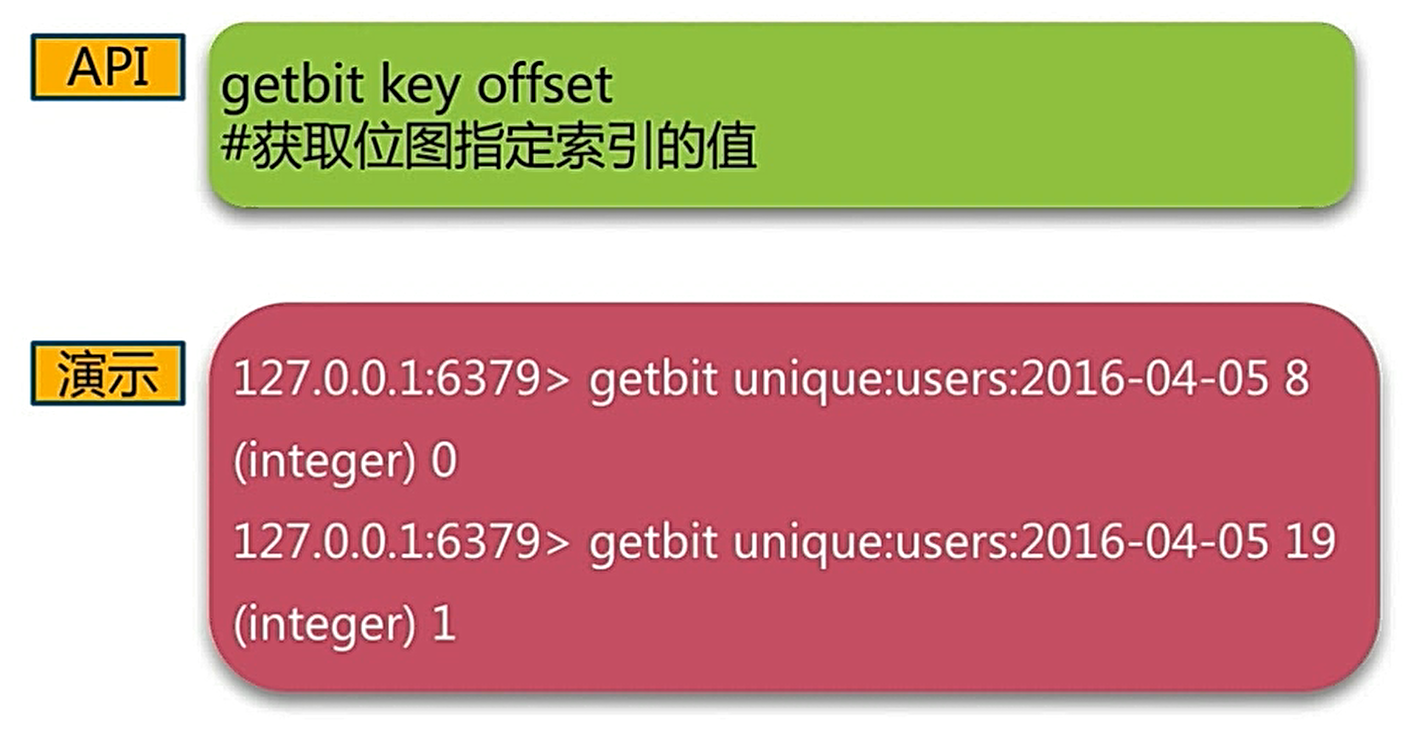 API
getbit key offset
#获取位图指定索引的值
演示
127.0.0.1:6379> getbit unique:users:2016-04-05 8
(integer) 0
127.0.0.1:6379> getbit unique:users:2016-04-05 19
(integer) 1